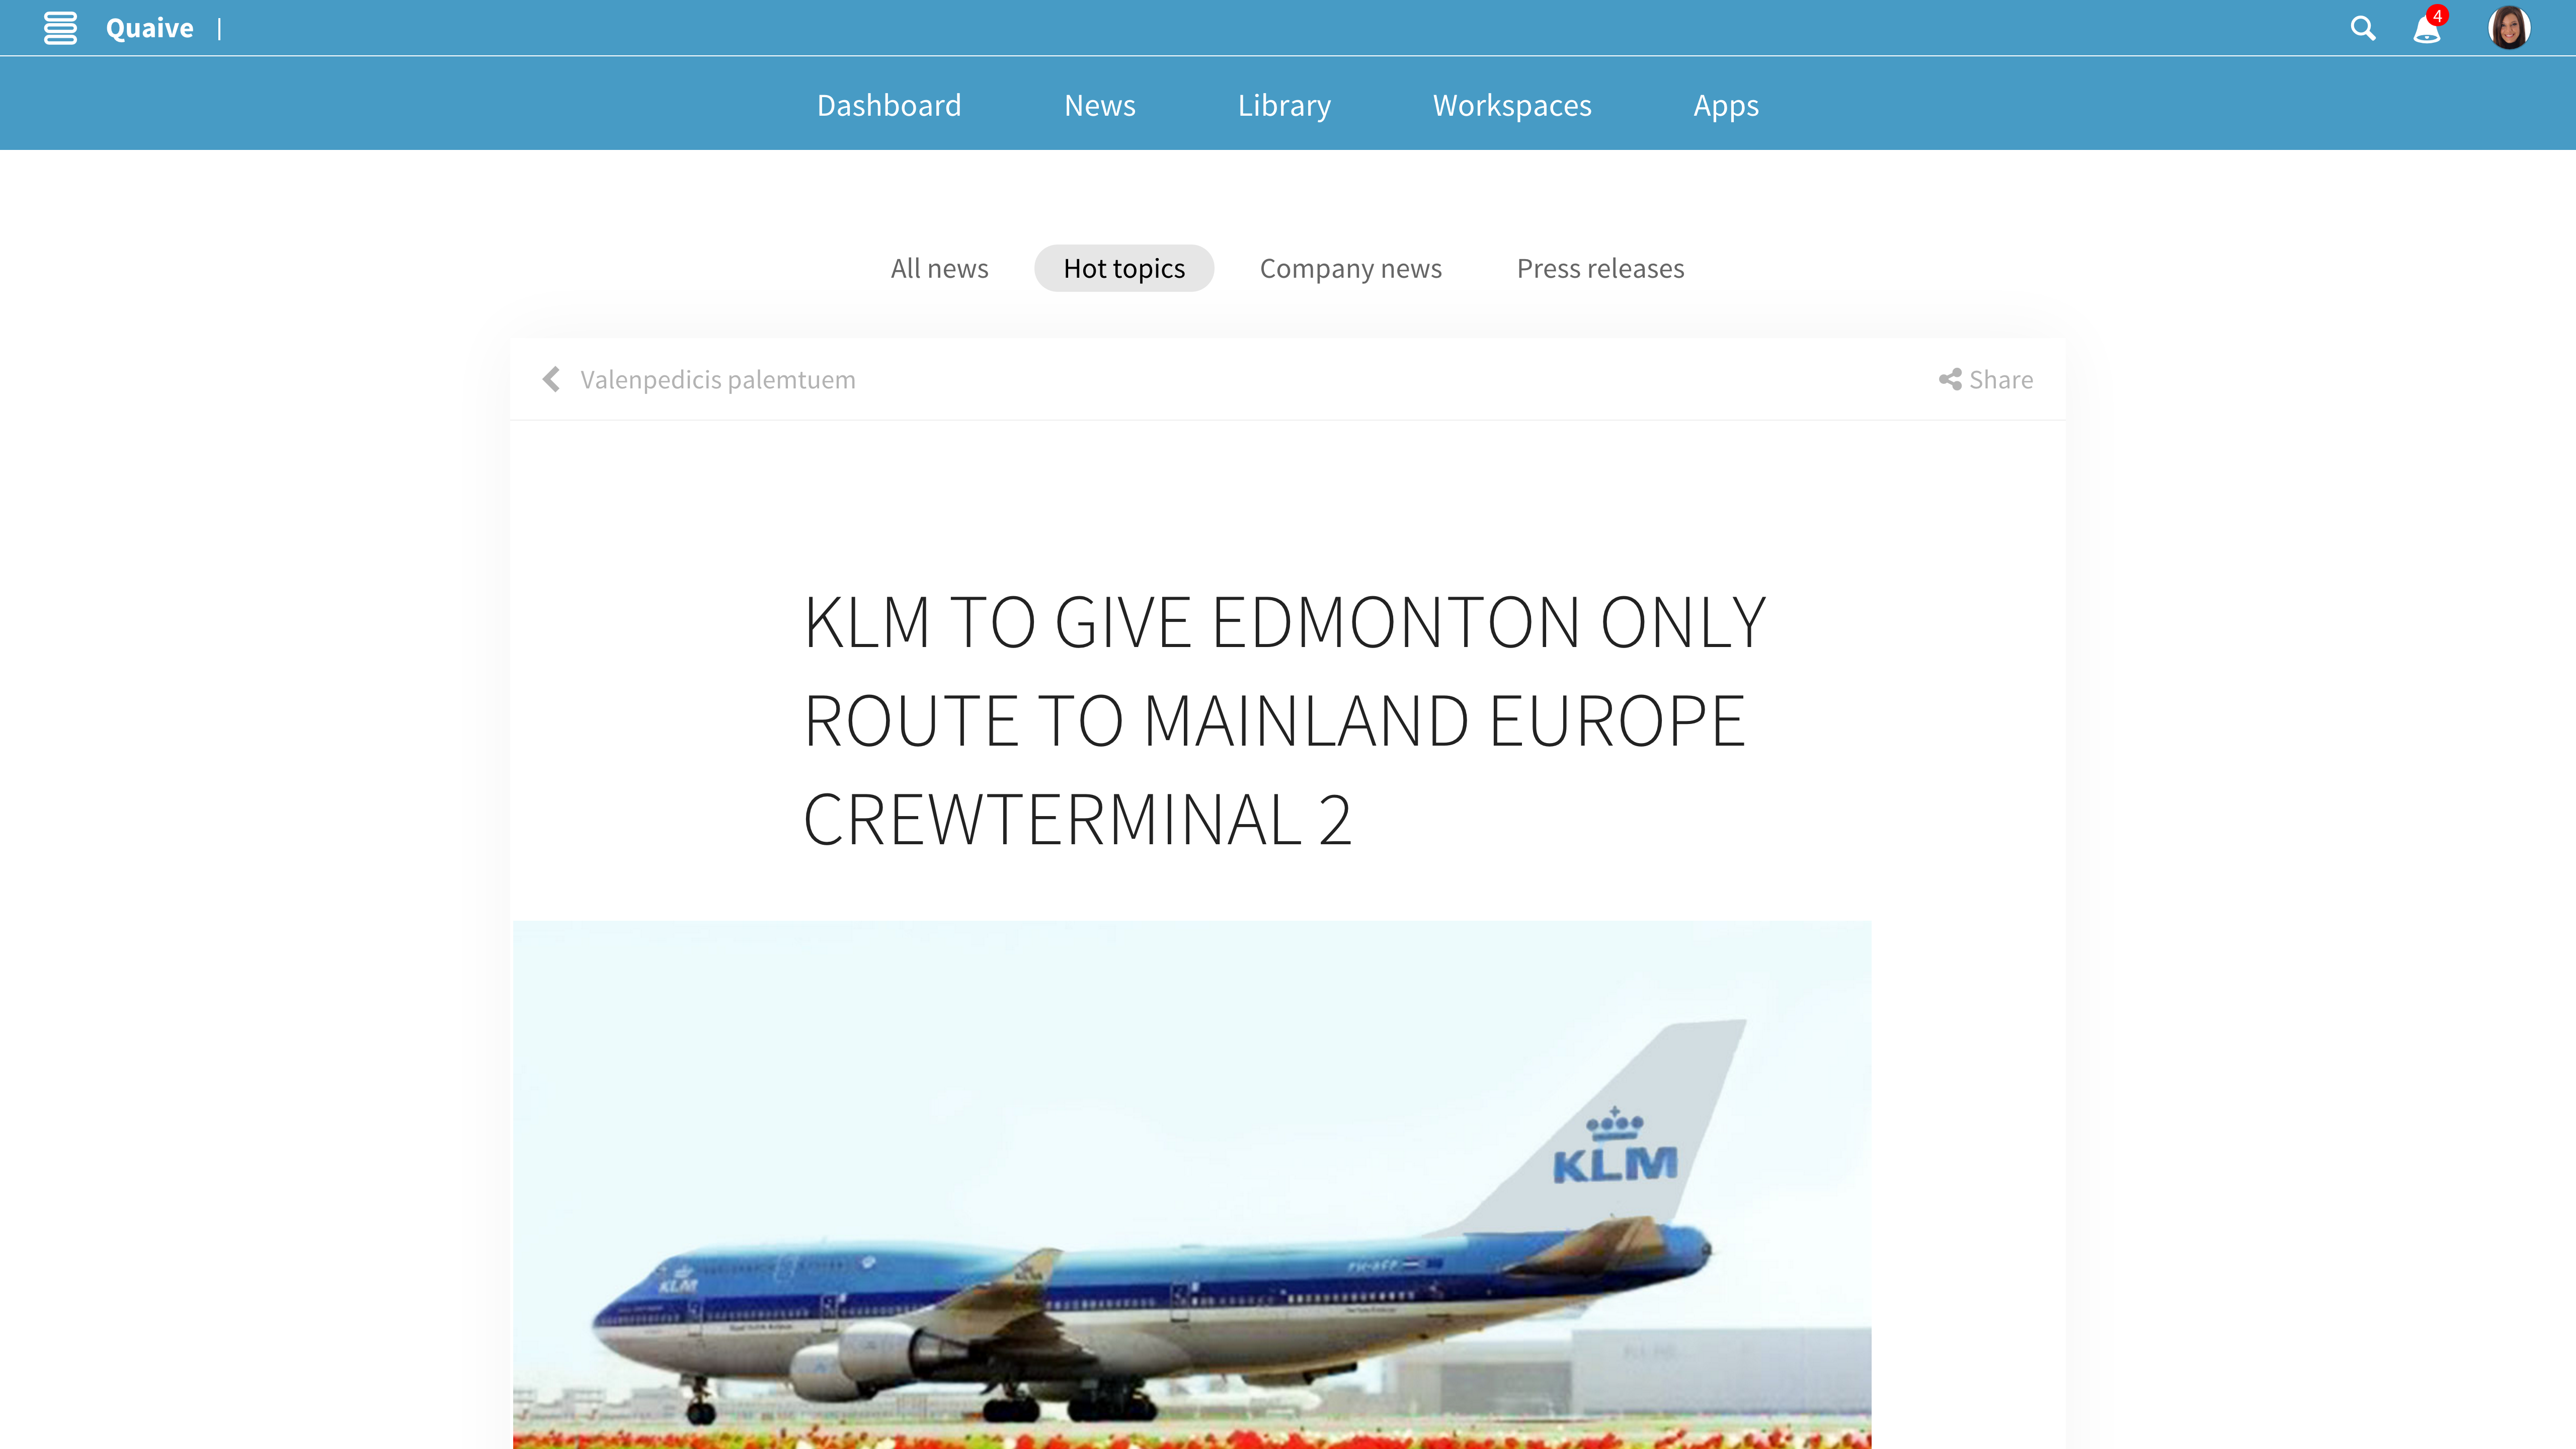 Quaive |
4
Dashboard News Library Workspaces Apps
All news Hot topics Company news Press releases
Valenpedicis palemtuem
Share
KLM TO GIVE EDMONTON ONLY
ROUTE TO MAINLAND EUROPE
CREWTERMINAL 2
KLM
KLM